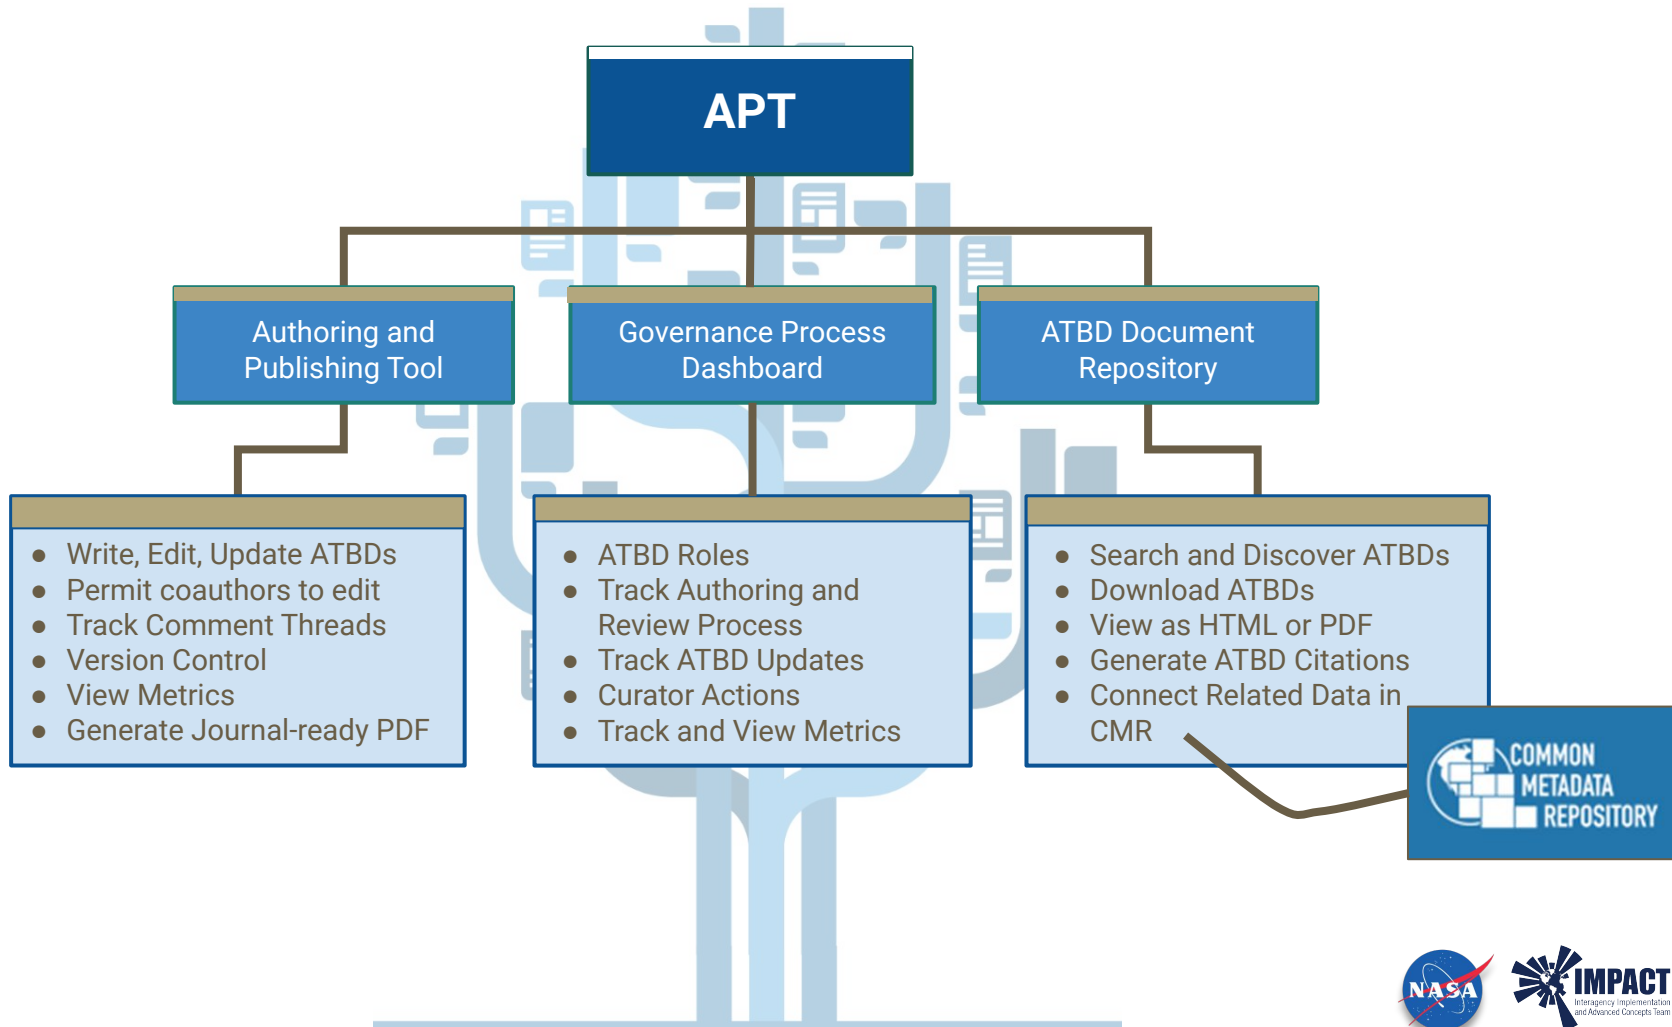 APT
Authoring and
Publishing Tool
Governance Process
Dashboard
ATBD Document
Repository
● Write, Edit, Update ATBDs
● Permit coauthors to edit
● Track Comment Threads
● Version Control
● View Metrics
● Generate Journal-ready PDF
● ATBD Roles
● Track Authoring and
Review Process
● Track ATBD Updates
● Curator Actions
● Track and View Metrics
● Search and Discover ATBDs
● Download ATBDs
● View as HTML or PDF
● Generate ATBD Citations
● Connect Related Data in
CMR
COMMON
METADATA
REPOSITORY
NASA
IMPACT
Interagency Implementation
and Advanced Concepts Team